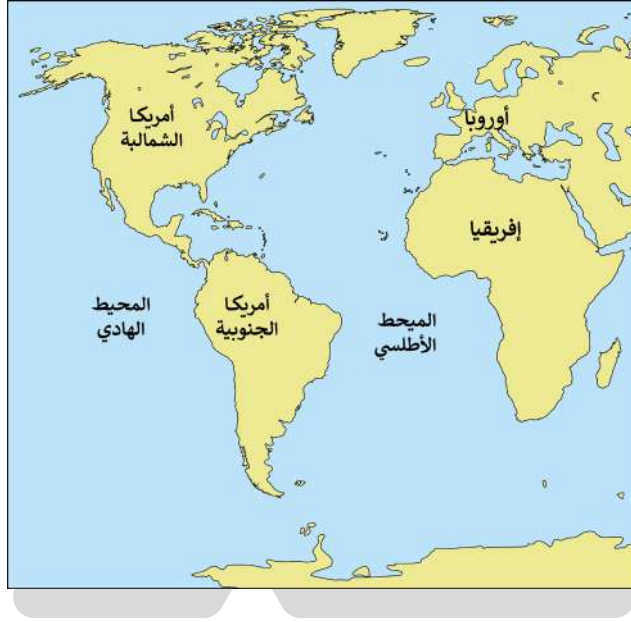 أمريكا
الشمالبة
أوروبا
إفريقيا
المحيط
الهادي
أمريكا
الجنوبية
الميحط
الأطلسي